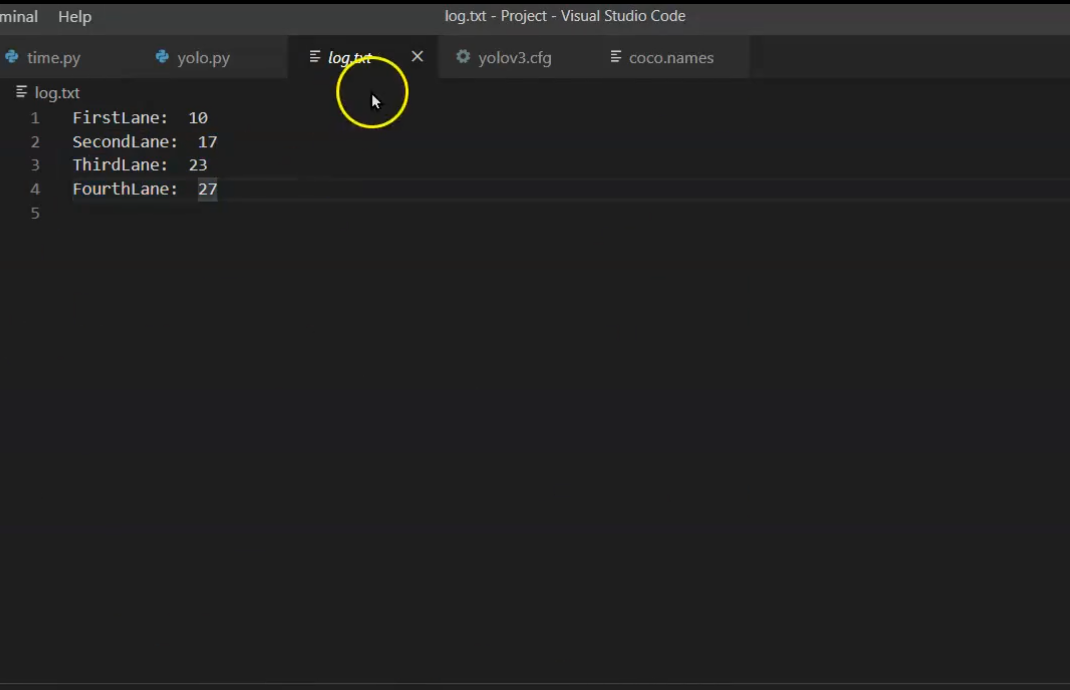 minal Help log.txt - Project - Visual Studio Code
time.py yolo.py log.txt yolov3.cfg coco.names
log.txt
1 FirstLane: 10
2 SecondLane: 17
3 ThirdLane: 23
4 FourthLane: 27
5